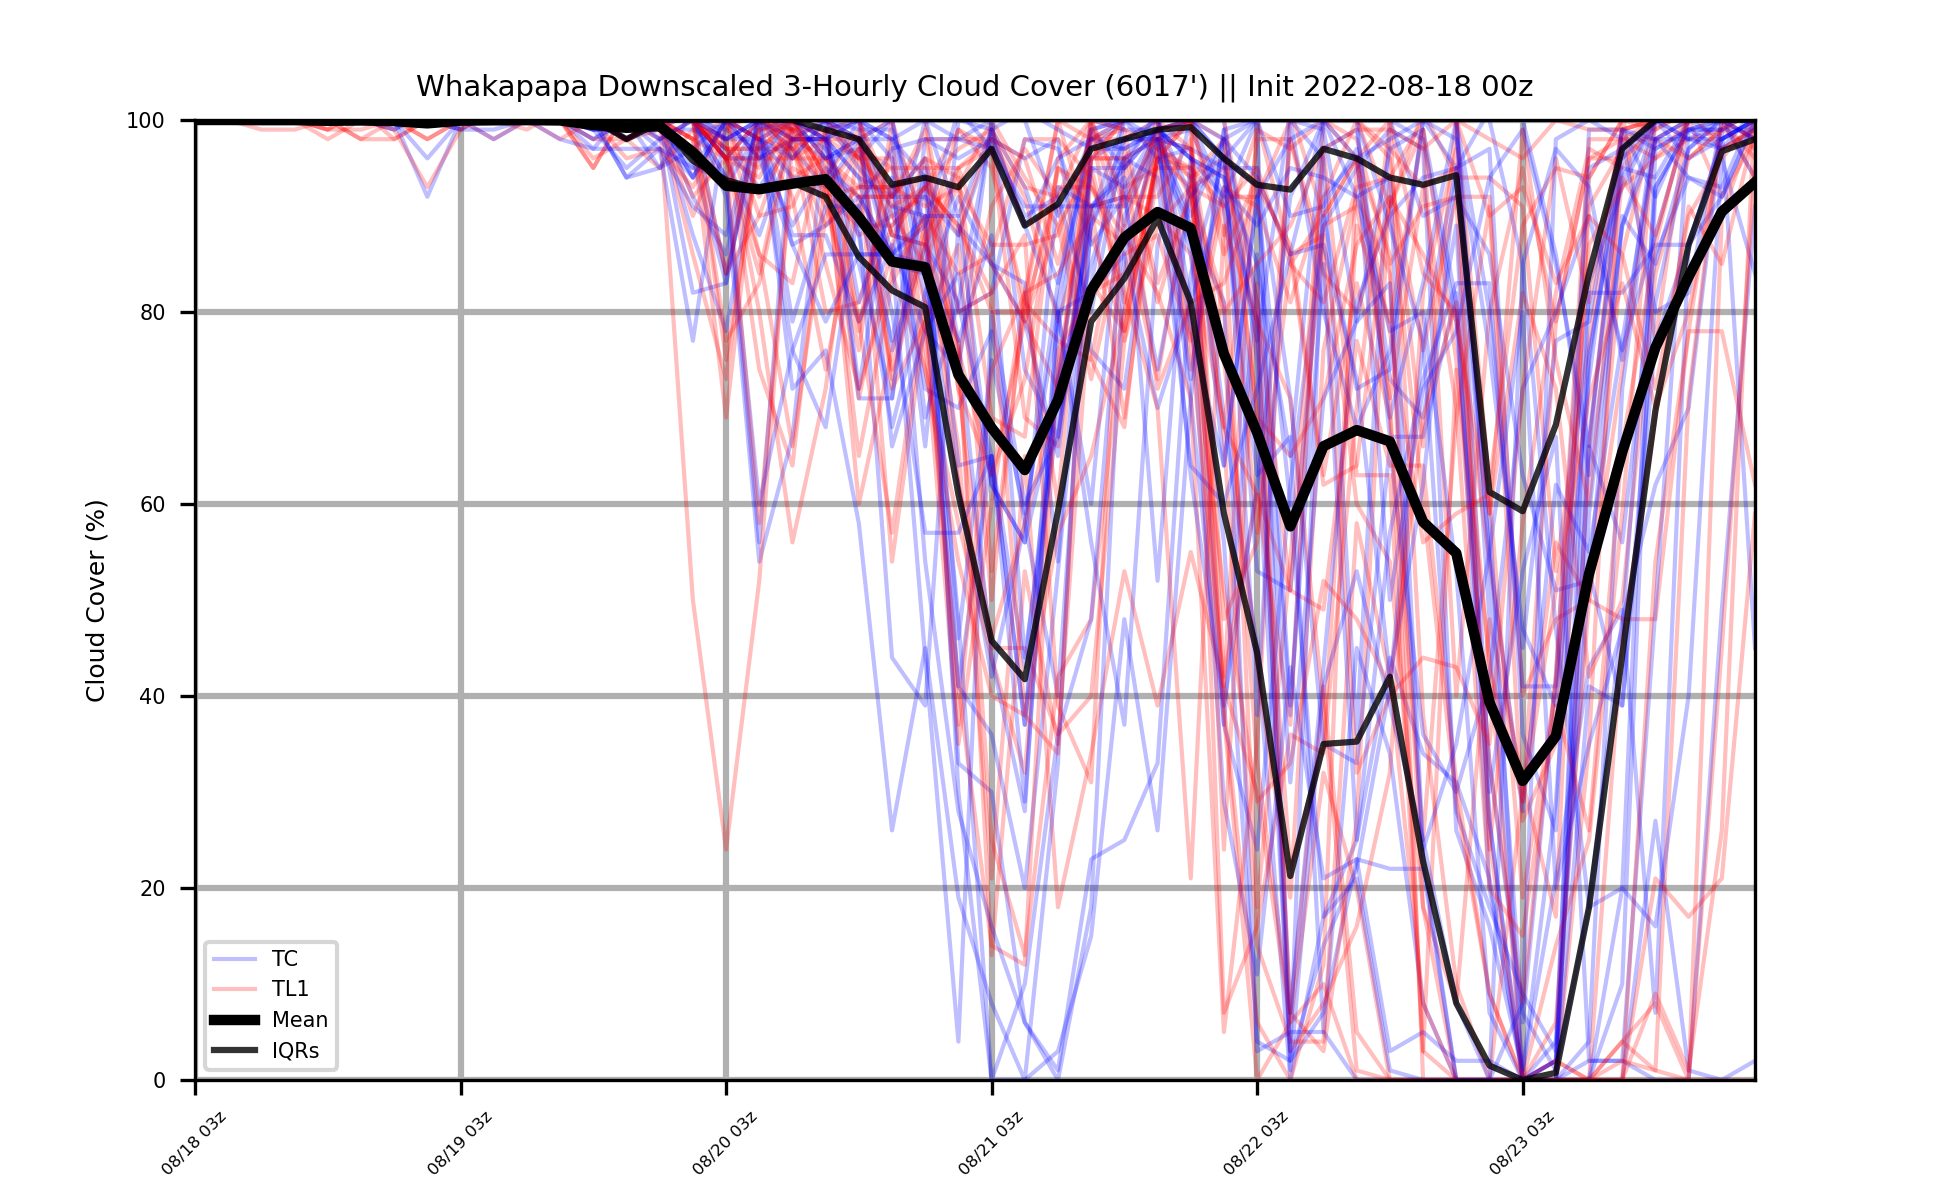 Whakapapa Downscaled 3-Hourly Cloud Cover (6017') || Init 2022-08-18 00z
Cloud Cover (%)
100
80
60
40
20
0
TC
TL1
Mean
IQRs
08/18 03z
08/19 03z
08/20 03z
08/21 03z
08/22 03z
08/23 03z